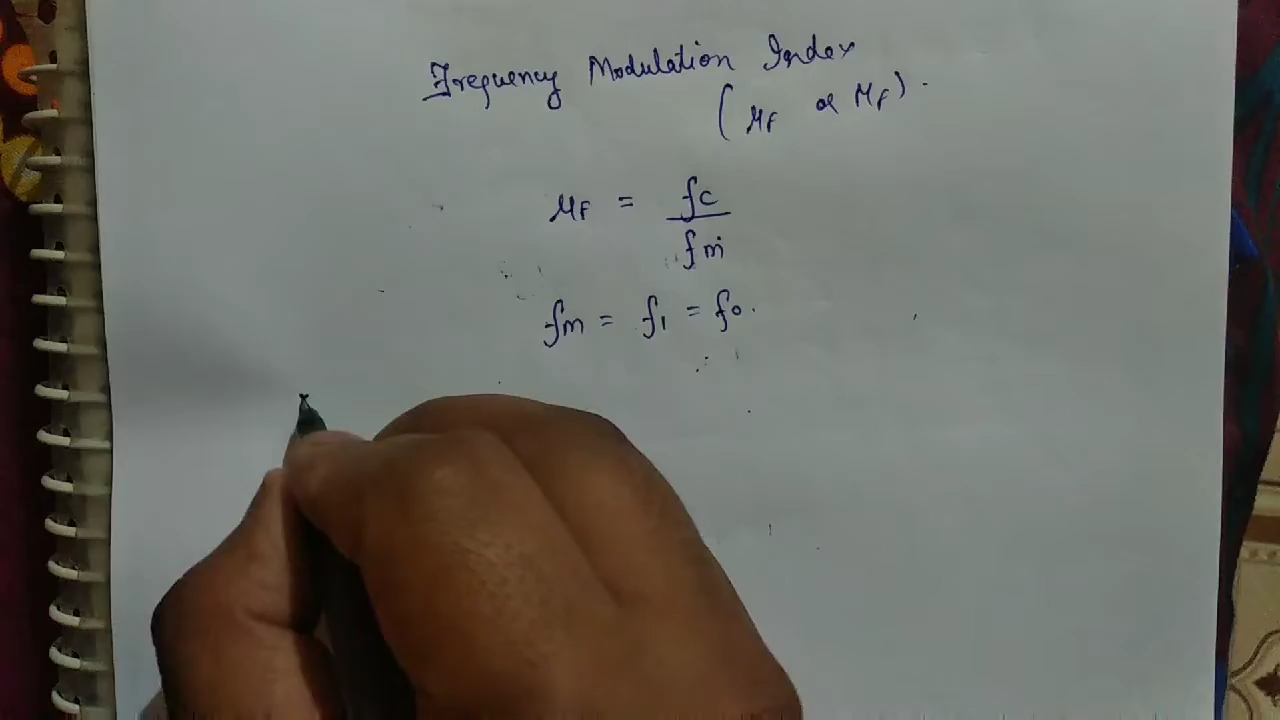 Frequency Modulation Index
(μF or MF).
μF = fc / fm
fm = f1 = f0.